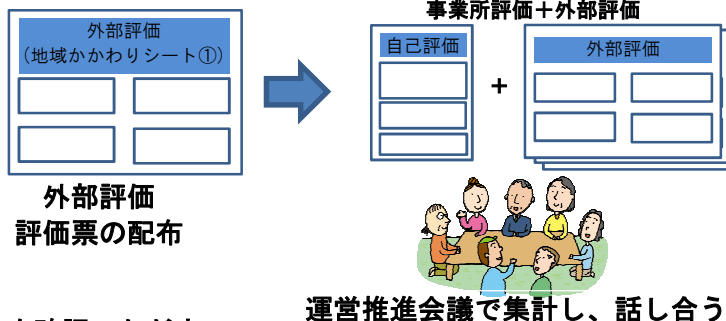 外部評価
(地域かかわりシート①)
外部評価
評価票の配布
事業所評価＋外部評価
自己評価
+
外部評価
運営推進会議で集計し、話し合う